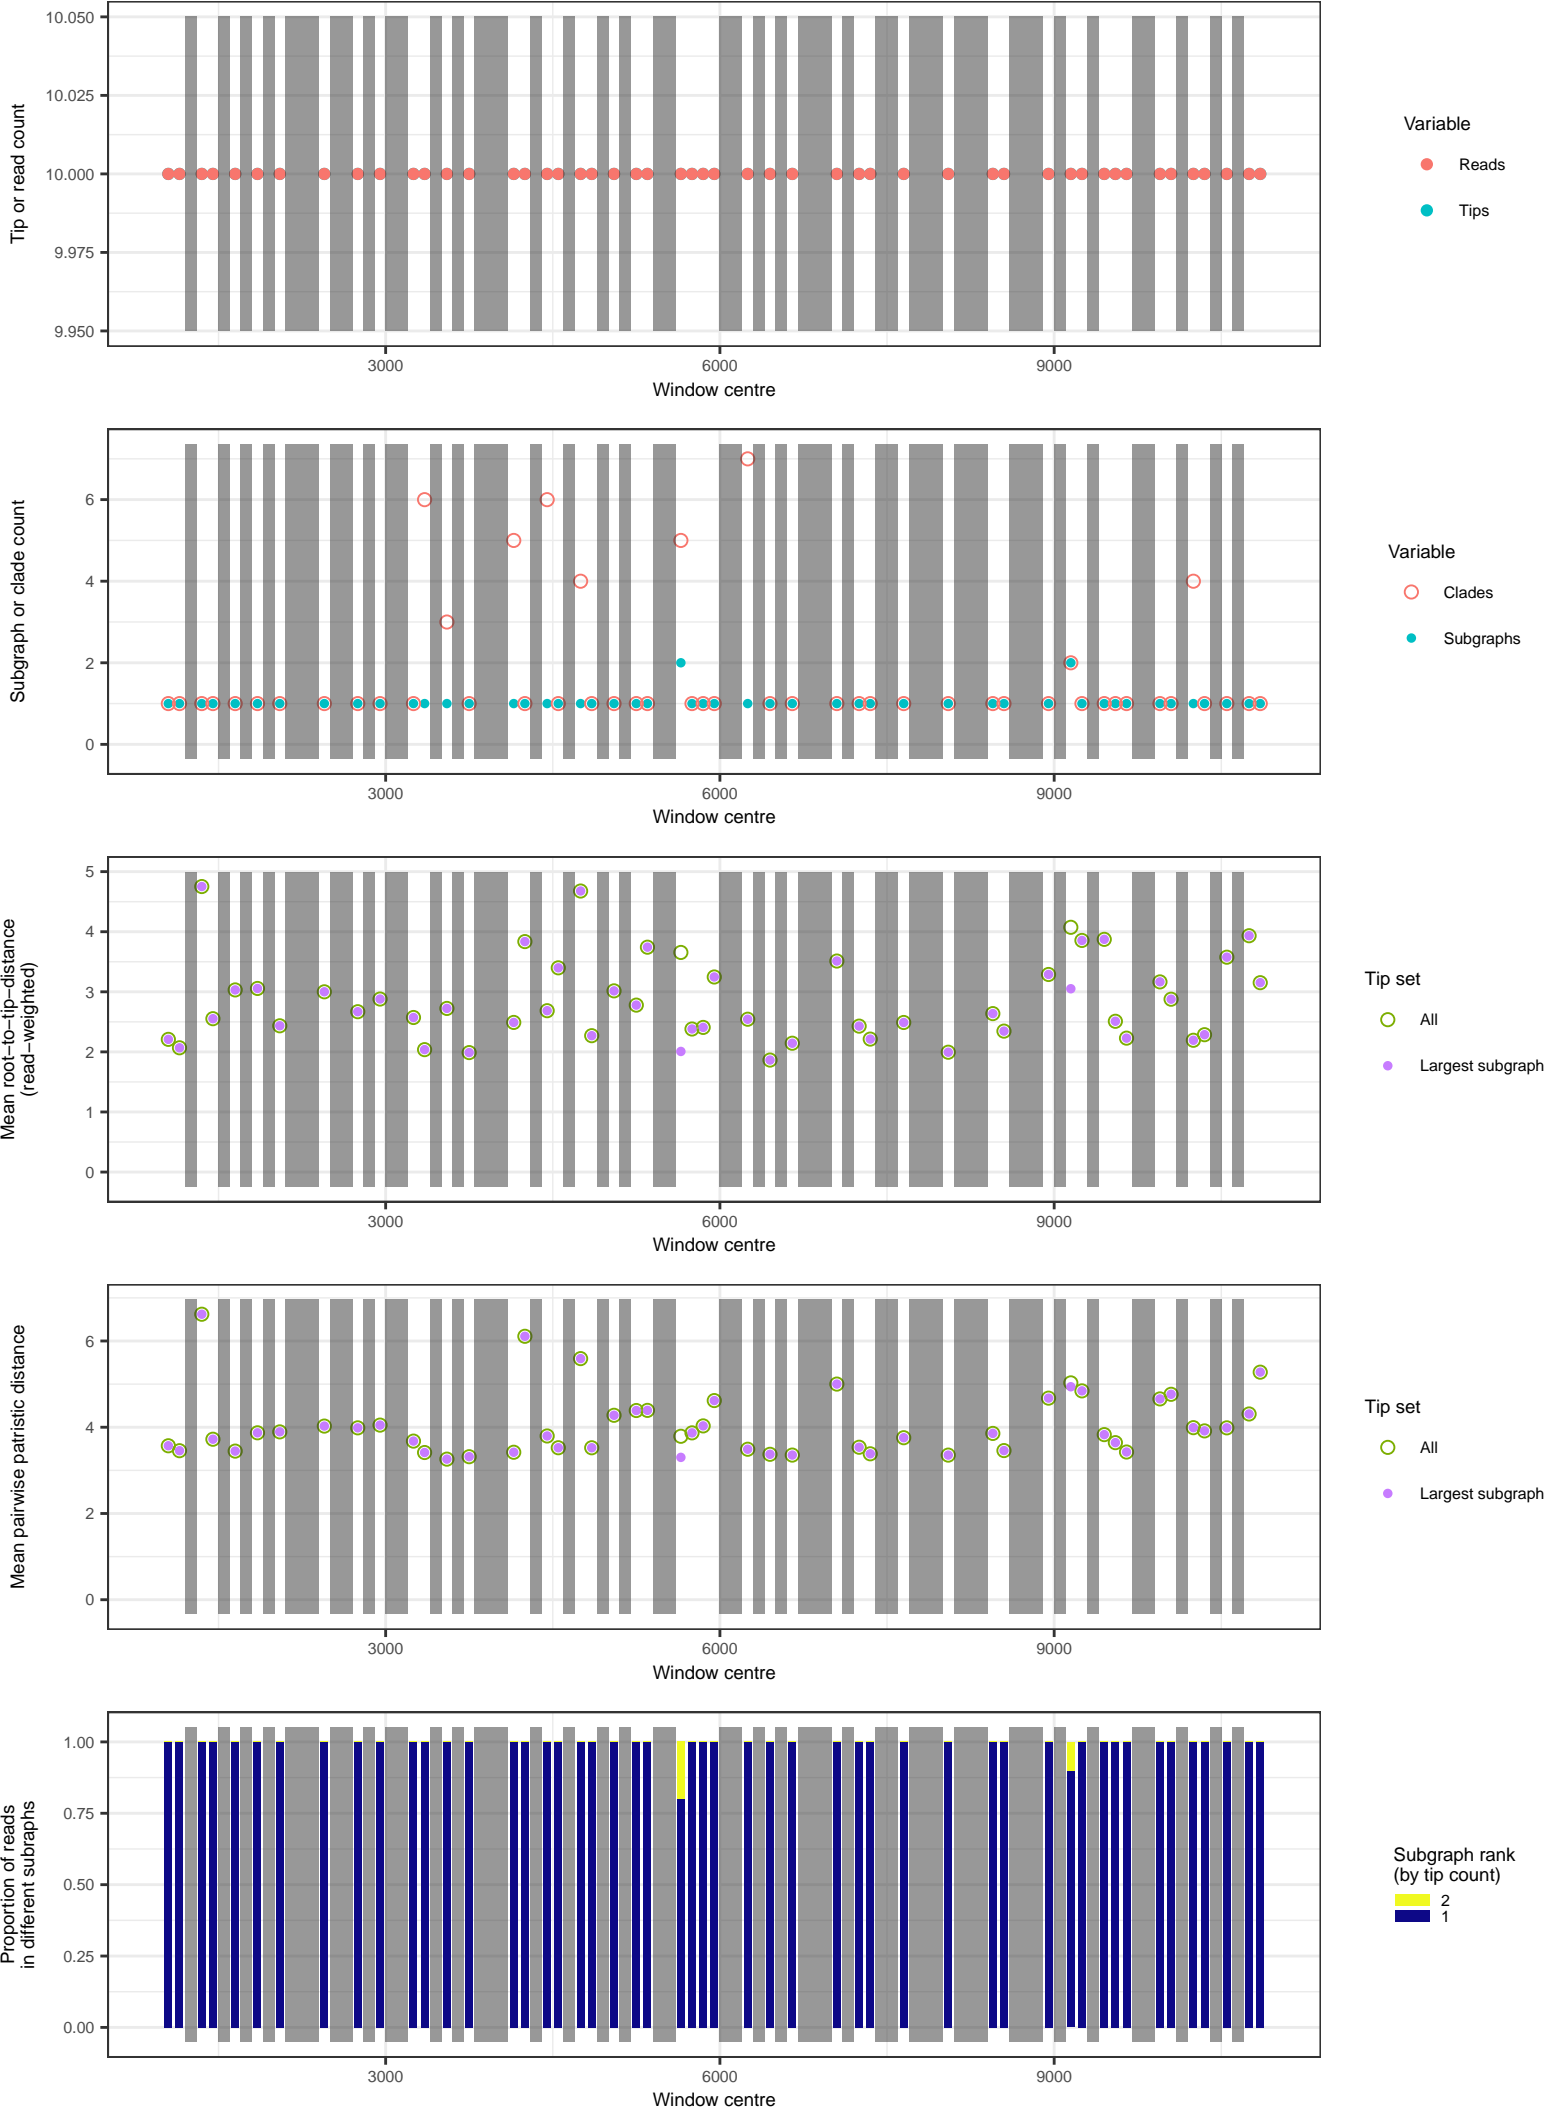 10.050
10.025
10.000
9.975
9.950
Tip or read count
3000
6000
9000
Window centre
Variable
Reads
Tips
6
4
2
0
Subgraph or clade count
3000
6000
9000
Window centre
Variable
Clades
Subgraphs
5
4
3
2
1
0
Mean root−to−tip−distance
(read−weighted)
3000
6000
9000
Window centre
Tip set
All
Largest subgraph
6
4
2
0
Mean pairwise patristic distance
3000
6000
9000
Window centre
Tip set
All
Largest subgraph
1.00
0.75
0.50
0.25
0.00
Proportion of reads
in different subraphs
3000
6000
9000
Window centre
Subgraph rank
(by tip count)
2
1